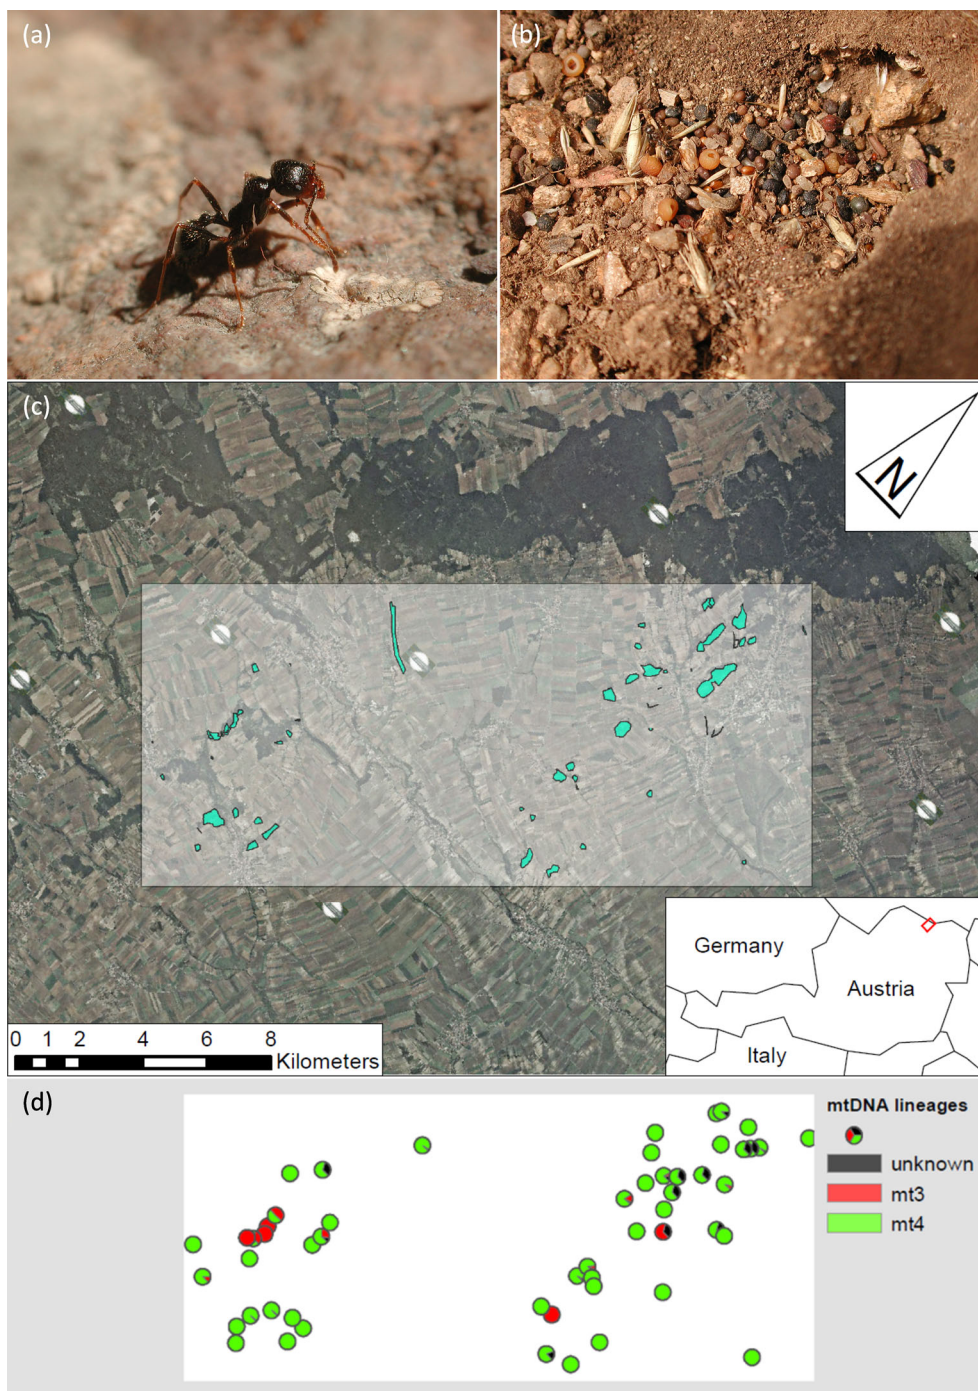 (a)
(b)
(c)
N
Germany
Austria
Italy
0 1 2 4 6 8
Kilometers
(d)
mtDNA lineages
unknown
mt3
mt4